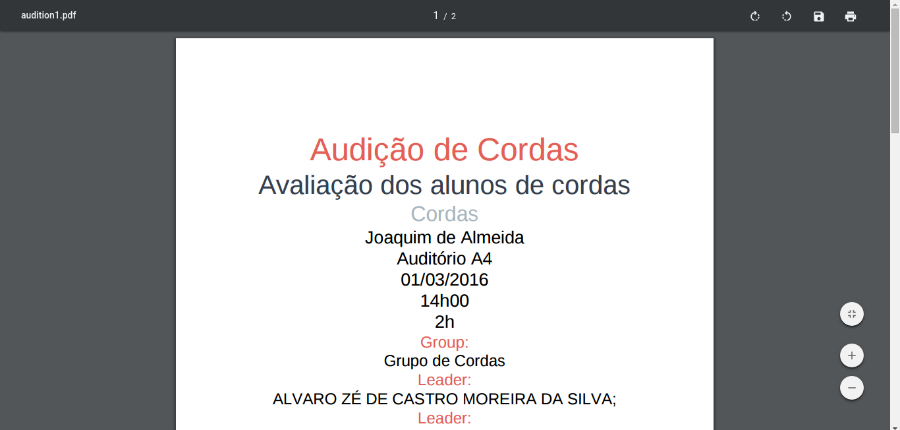 audition1.pdf
1 / 2
Audição de Cordas
Avaliação dos alunos de cordas
Cordas
Joaquim de Almeida
Auditório A4
01/03/2016
14h00
2h
Group:
Grupo de Cordas
Leader:
ALVARO ZÉ DE CASTRO MOREIRA DA SILVA;
Leader: